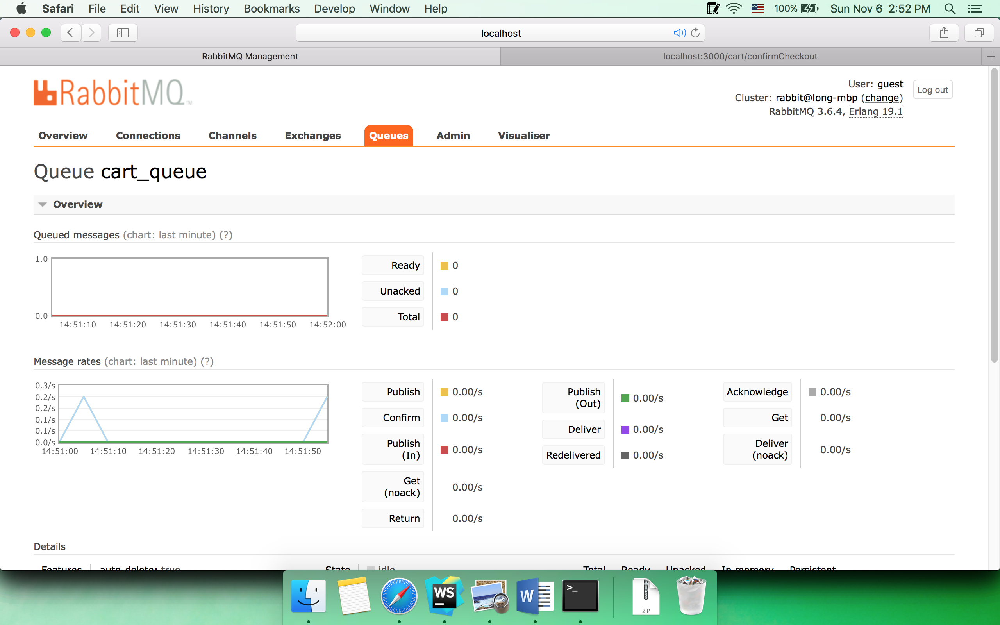 Safari File Edit View History Bookmarks Develop Window Help 100% Sun Nov 6 2:52 PM
localhost
RabbitMQ Management localhost:3000/cart/confirmCheckout
RabbitMQ™
User: guest
Log out
Cluster: rabbit@long-mbp (change)
RabbitMQ 3.6.4, Erlang 19.1
Overview Connections Channels Exchanges Queues Admin Visualiser
Queue cart_queue
Overview
Queued messages (chart: last minute) (?)
1.0
0.0
14:51:10 14:51:20 14:51:30 14:51:40 14:51:50 14:52:00
Ready 0
Unacked 0
Total 0
Message rates (chart: last minute) (?)
0.3/s
0.2/s
0.2/s
0.1/s
0.1/s
0.0/s
14:51:00 14:51:10 14:51:20 14:51:30 14:51:40 14:51:50
Publish 0.00/s
Confirm 0.00/s
Publish
(In) 0.00/s
Get
(noack) 0.00/s
Return 0.00/s
Publish
(Out) 0.00/s
Deliver 0.00/s
Redelivered 0.00/s
Acknowledge 0.00/s
Get 0.00/s
Deliver
(noack) 0.00/s
Details
Features auto-delete: true State idle Total Ready Unacked In memory Persistent
WS
W
>_
ZIP